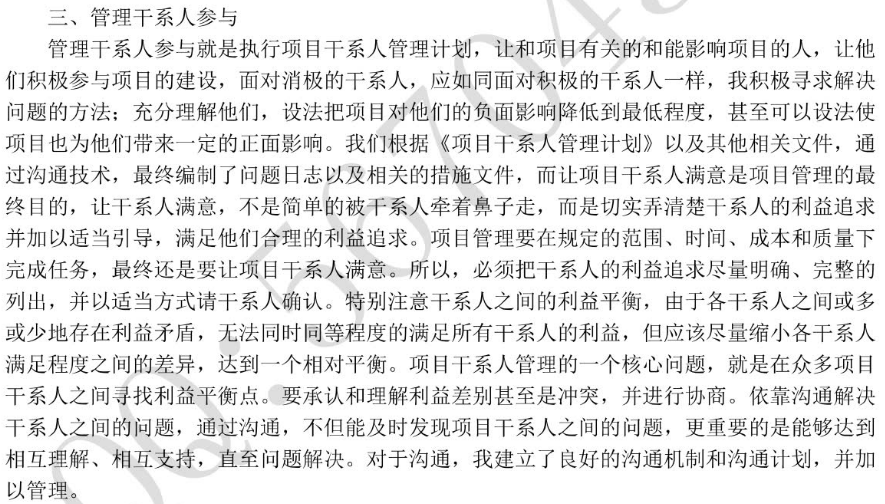 三、管理干系人参与
管理干系人参与就是执行项目干系人管理计划，让和项目有关的和能影响项目的人，让他
们积极参与项目的建设，面对消极的干系人，应如同面对积极的干系人一样，我积极寻求解决
问题的方法；充分理解他们，设法把项目对他们的负面影响降低到最低程度，甚至可以设法使
项目也为他们带来一定的正面影响。我们根据《项目干系人管理计划》以及其他相关文件，通
过沟通技术，最终编制了问题日志以及相关的措施文件，而让项目干系人满意是项目管理的最
终目的，让干系人满意，不是简单的被干系人牵着鼻子走，而是切实弄清楚干系人的利益追求
并加以适当引导，满足他们合理的利益追求。项目管理要在规定的范围、时间、成本和质量下
完成任务，最终还是要让项目干系人满意。所以，必须把干系人的利益追求尽量明确、完整的
列出，并以适当方式请干系人确认。特别注意干系人之间的利益平衡，由于各干系人之间或多
或少地存在利益矛盾，无法同时同等程度的满足所有干系人的利益，但应该尽量缩小各干系人
满足程度之间的差异，达到一个相对平衡。项目干系人管理的一个核心问题，就是在众多项目
干系人之间寻找利益平衡点。要承认和理解利益差别甚至是冲突，并进行协商。依靠沟通解决
干系人之间的问题，通过沟通，不但能及时发现项目干系人之间的问题，更重要的是能够达到
相互理解、相互支持，直至问题解决。对于沟通，我建立了良好的沟通机制和沟通计划，并加
以管理。